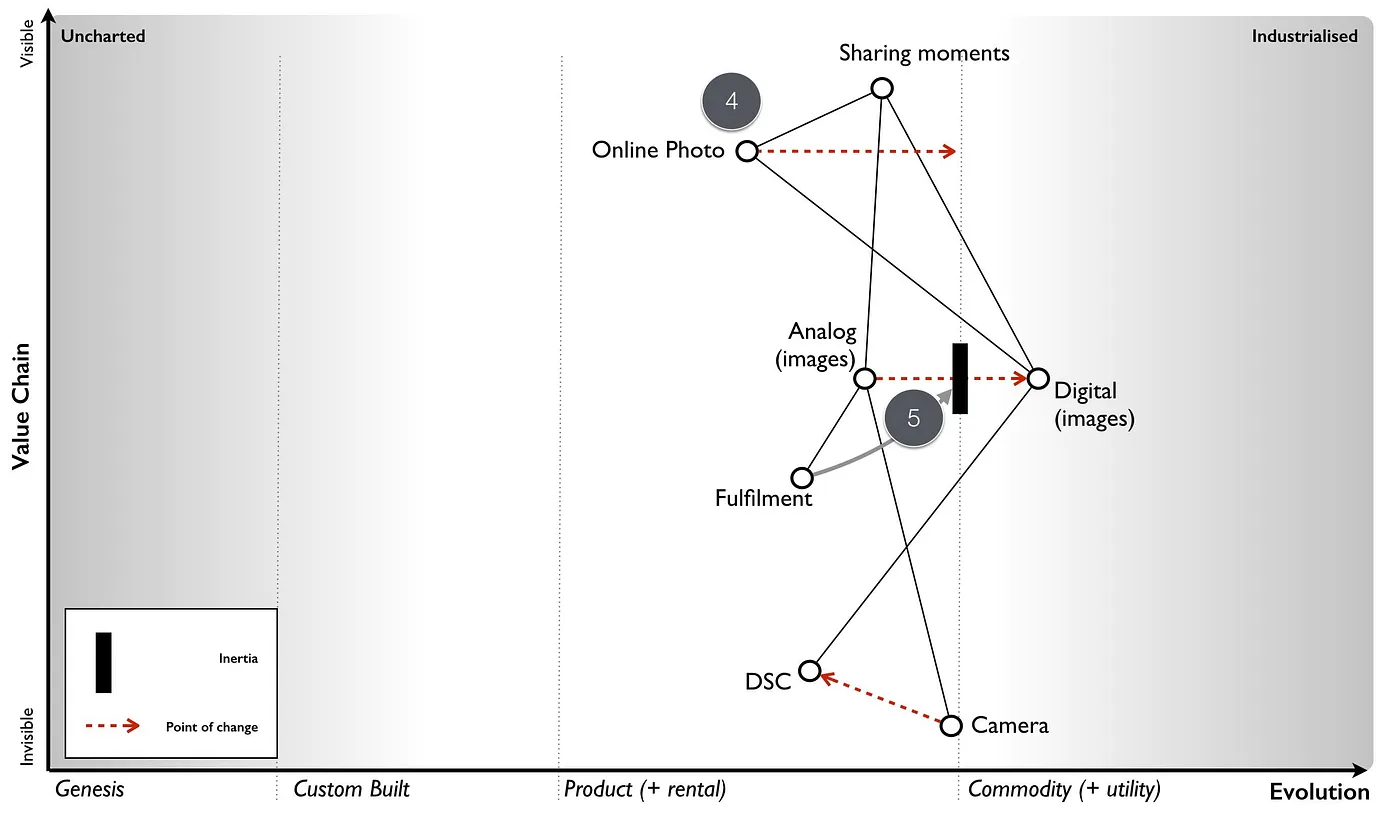 Visible
Uncharted
Industrialised
Sharing moments
4
Online Photo
Analog
(images)
Digital
(images)
5
Value Chain
Fulfilment
Inertia
DSC
Point of change
Camera
Invisible
Genesis
Custom Built
Product (+ rental)
Commodity (+ utility)
Evolution